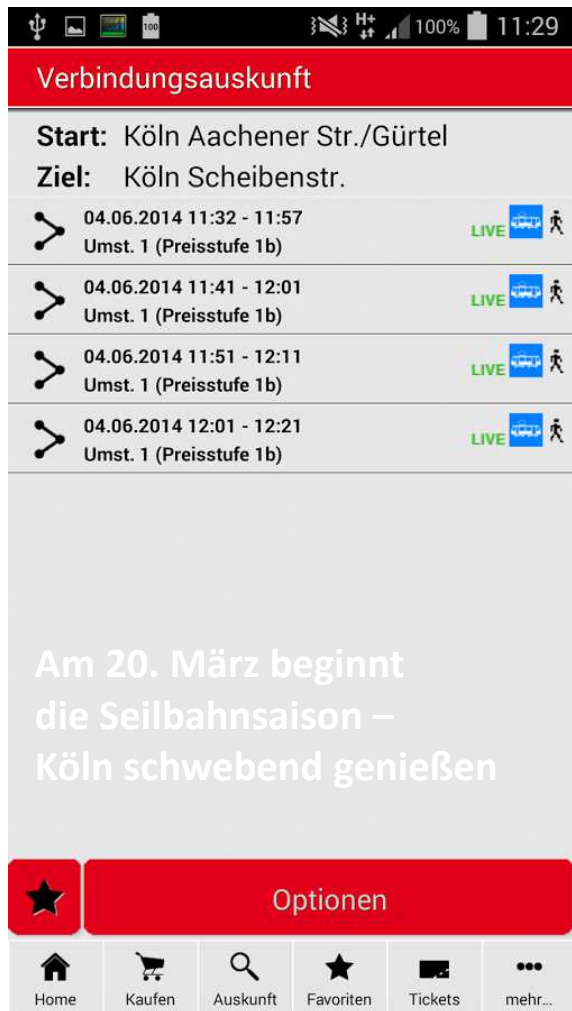 100
H+
100%
11:29
Verbindungsauskunft
Start: Köln Aachener Str./Gürtel
Ziel: Köln Scheibenstr.
04.06.2014 11:32 - 11:57
Umst. 1 (Preisstufe 1b)
LIVE
04.06.2014 11:41 - 12:01
Umst. 1 (Preisstufe 1b)
LIVE
04.06.2014 11:51 - 12:11
Umst. 1 (Preisstufe 1b)
LIVE
04.06.2014 12:01 - 12:21
Umst. 1 (Preisstufe 1b)
LIVE
Am 20. März beginnt
die Seilbahnsaison –
Köln schwebend genießen
Optionen
Home
Kaufen
Auskunft
Favoriten
Tickets
mehr...